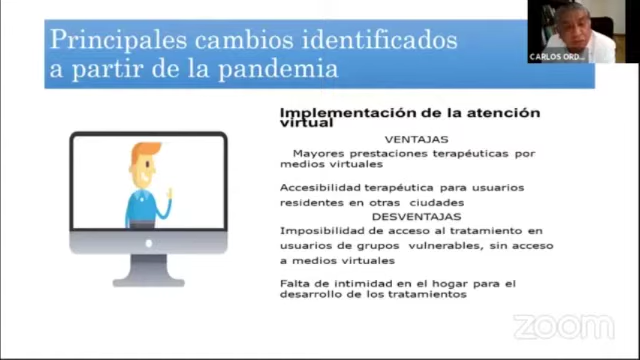 Principales cambios identificados
a partir de la pandemia
CARLOS ORD...
Implementación de la atención
virtual
VENTAJAS
Mayores prestaciones terapéuticas por
medios virtuales
Accesibilidad terapéutica para usuarios
residentes en otras ciudades
DESVENTAJAS
Imposibilidad de acceso al tratamiento en
usuarios de grupos vulnerables, sin acceso
a medios virtuales
Falta de intimidad en el hogar para el
desarrollo de los tratamientos
zoom